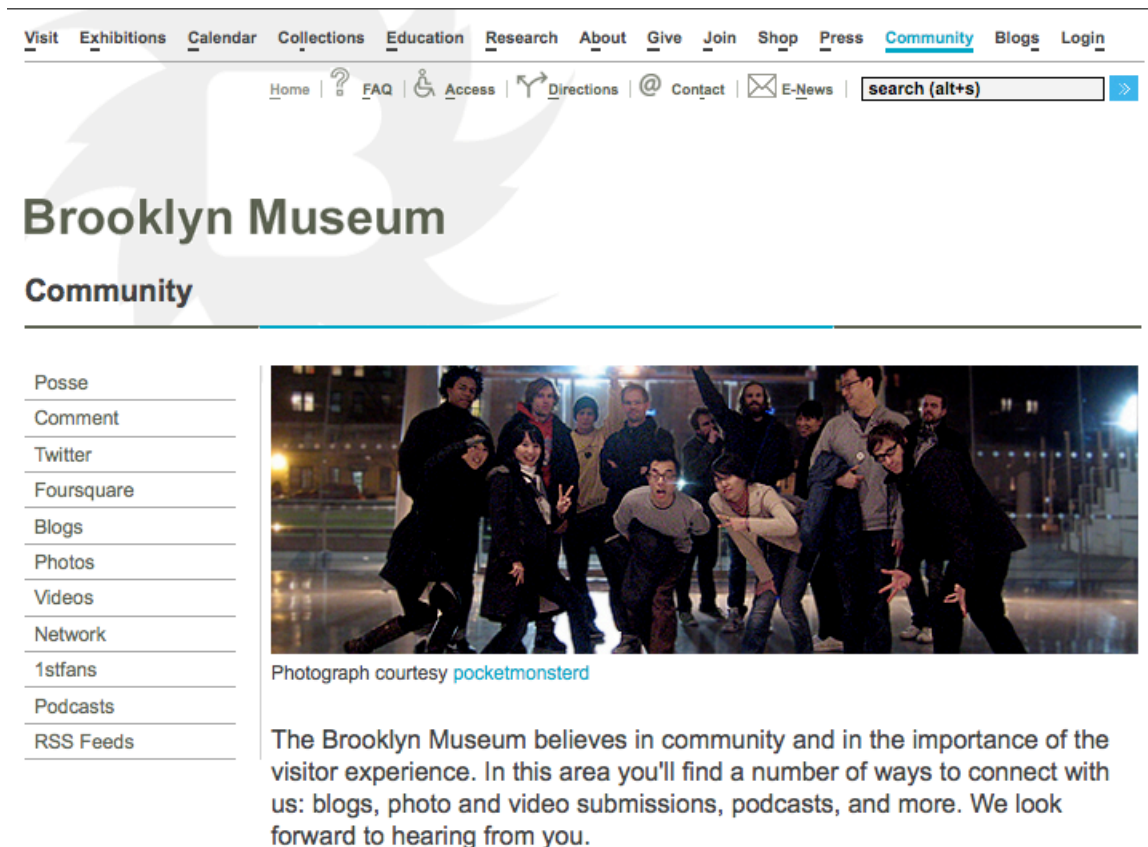 Visit Exhibitions Calendar Collections Education Research About Give Join Shop Press Community Blogs Login
Home | ? FAQ | Access | Directions | @ Contact | E-News | search (alt+s) »
B
Brooklyn Museum
Community
Posse
Comment
Twitter
Foursquare
Blogs
Photos
Videos
Network
1stfans
Podcasts
RSS Feeds
Photograph courtesy pocketmonsterd
The Brooklyn Museum believes in community and in the importance of the
visitor experience. In this area you'll find a number of ways to connect with
us: blogs, photo and video submissions, podcasts, and more. We look
forward to hearing from you.